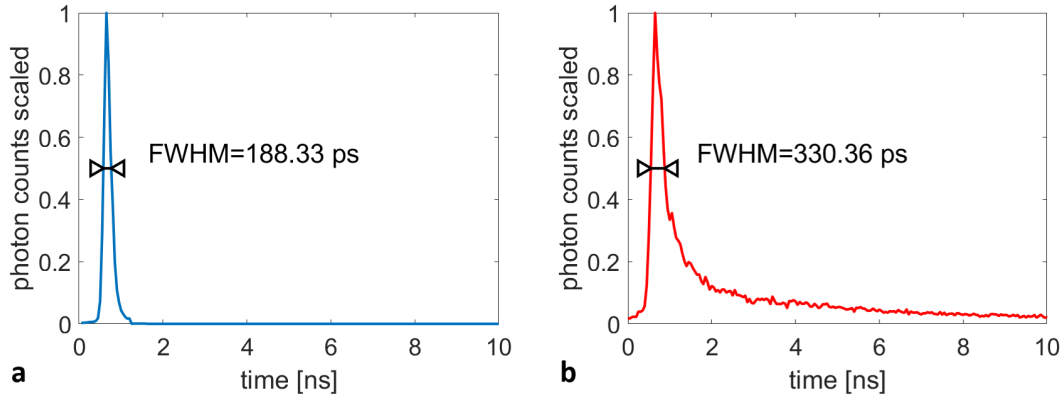 photon counts scaled
1
0.8
0.6
0.4
0.2
0
FWHM=188.33 ps
0 2 4 6 8 10
time [ns]
a
photon counts scaled
1
0.8
0.6
0.4
0.2
0
FWHM=330.36 ps
0 2 4 6 8 10
time [ns]
b